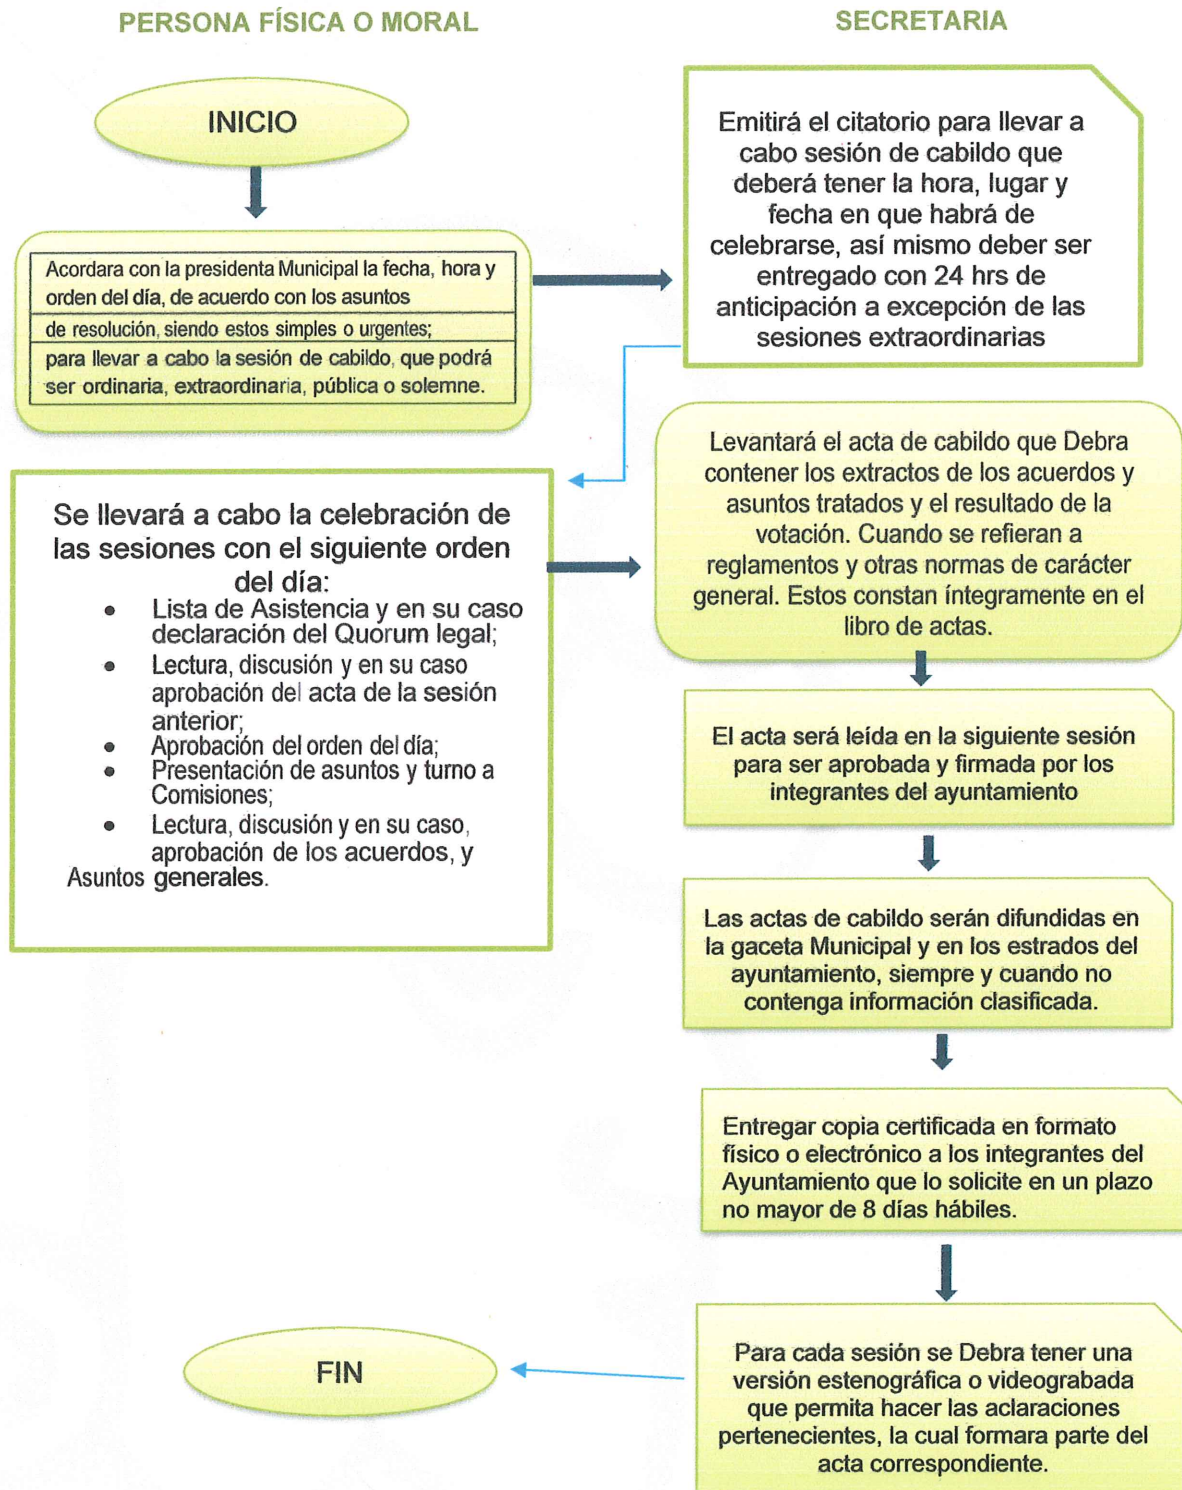 PERSONA FÍSICA O MORAL
SECRETARIA
INICIO
Acordara con la presidenta Municipal la fecha, hora y
orden del día, de acuerdo con los asuntos
de resolución, siendo estos simples o urgentes;
para llevar a cabo la sesión de cabildo, que podrá
ser ordinaria, extraordinaria, pública o solemne.
Emitirá el citatorio para llevar a
cabo sesión de cabildo que
deberá tener la hora, lugar y
fecha en que habrá de
celebrarse, así mismo deber ser
entregado con 24 hrs de
anticipación a excepción de las
sesiones extraordinarias
Se llevará a cabo la celebración de
las sesiones con el siguiente orden
del día:
• Lista de Asistencia y en su caso
declaración del Quorum legal;
• Lectura, discusión y en su caso
aprobación del acta de la sesión
anterior;
• Aprobación del orden del día;
• Presentación de asuntos y turno a
Comisiones;
• Lectura, discusión y en su caso,
aprobación de los acuerdos, y
Asuntos generales.
Levantará el acta de cabildo que Debra
contener los extractos de los acuerdos y
asuntos tratados y el resultado de la
votación. Cuando se refieran a
reglamentos y otras normas de carácter
general. Estos constan íntegramente en el
libro de actas.
El acta será leída en la siguiente sesión
para ser aprobada y firmada por los
integrantes del ayuntamiento
Las actas de cabildo serán difundidas en
la gaceta Municipal y en los estrados del
ayuntamiento, siempre y cuando no
contenga información clasificada.
Entregar copia certificada en formato
físico o electrónico a los integrantes del
Ayuntamiento que lo solicite en un plazo
no mayor de 8 días hábiles.
Para cada sesión se Debra tener una
versión estenográfica o videograbada
que permita hacer las aclaraciones
pertenecientes, la cual formara parte del
acta correspondiente.
FIN